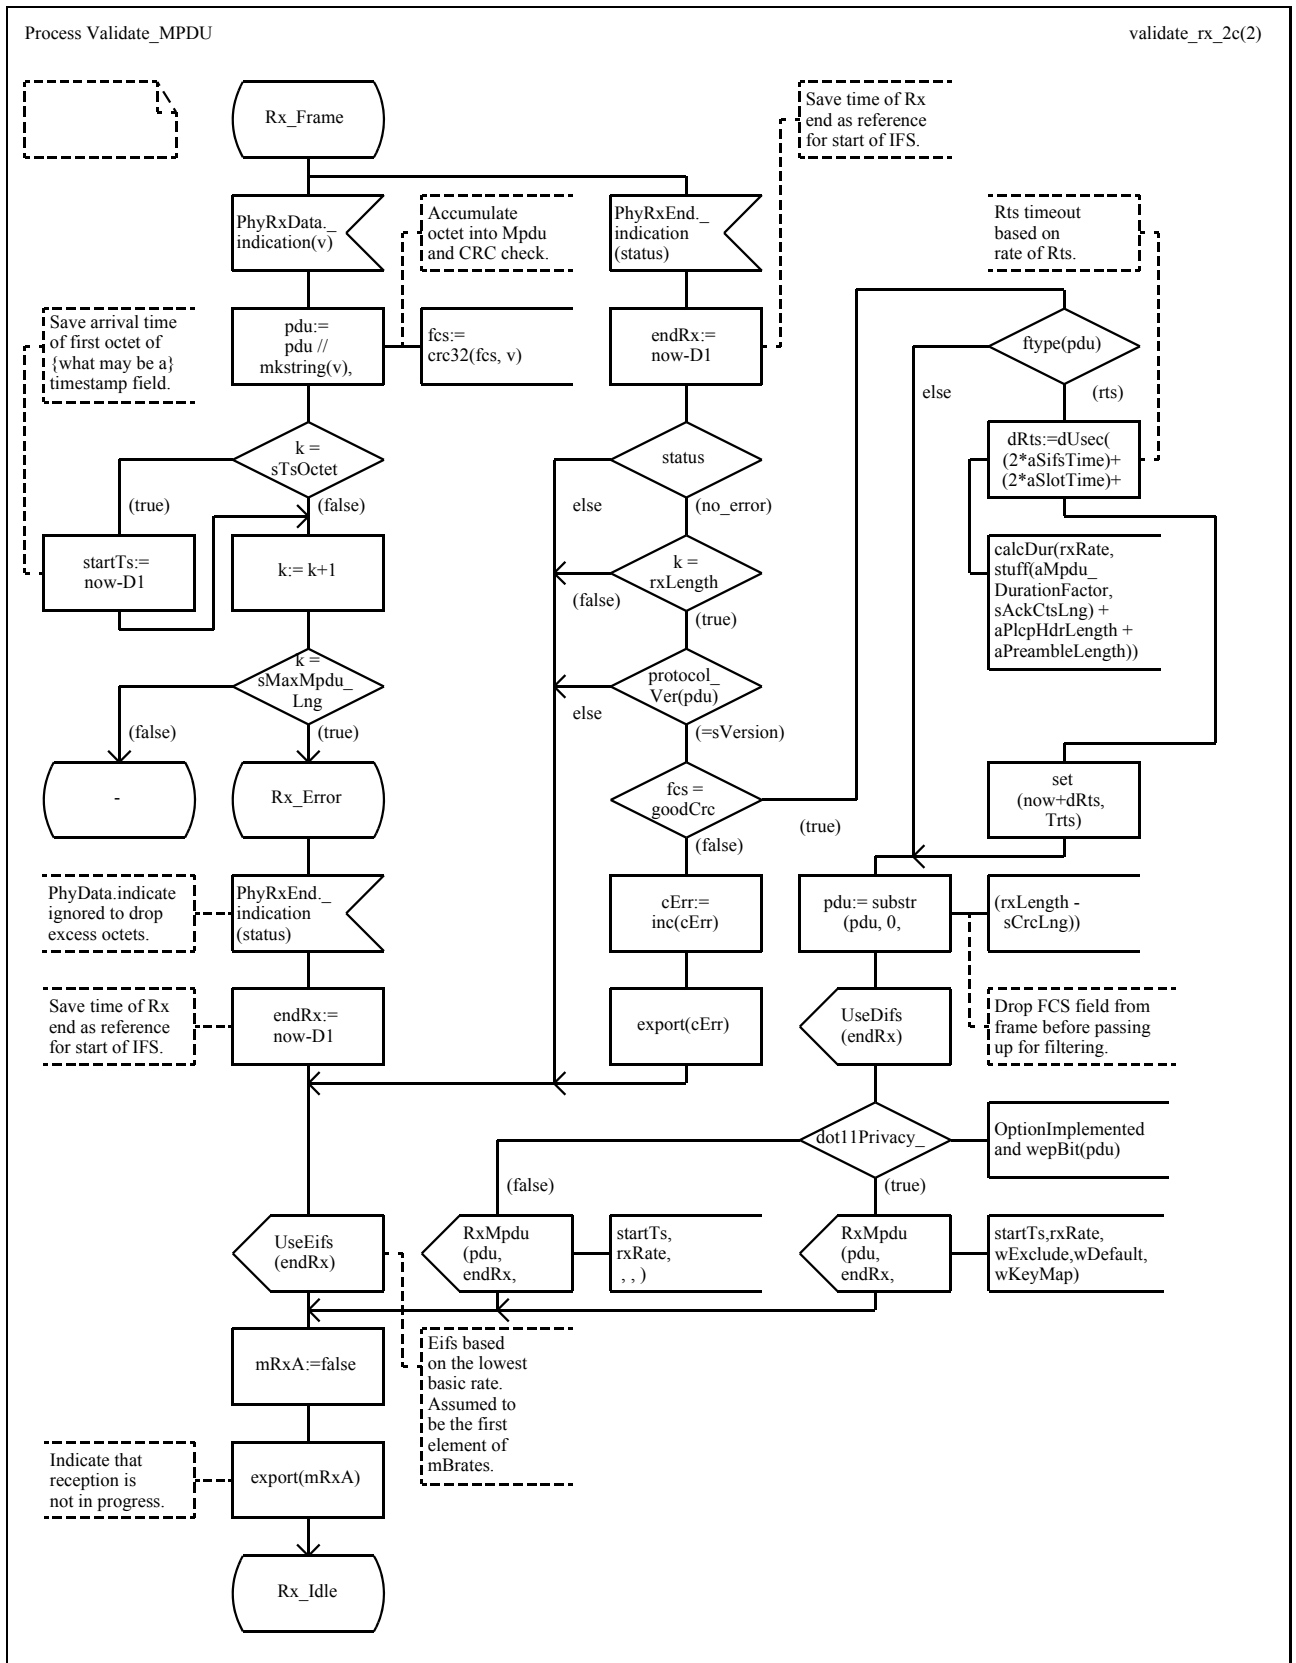 Process Validate_MPDU
validate_rx_2c(2)
Rx_Frame
Save time of Rx
end as reference
for start of IFS.
PhyRxData._
indication(v)
Accumulate
octet into Mpdu
and CRC check.
PhyRxEnd._
indication
(status)
Rts timeout
based on
rate of Rts.
Save arrival time
of first octet of
{what may be a}
timestamp field.
pdu:=
pdu //
mkstring(v),
fcs:=
crc32(fcs, v)
endRx:=
now-D1
ftype(pdu)
else
(rts)
k =
sTsOctet
(true)
(false)
status
else
(no_error)
dRts:=dUsec(
(2*aSifsTime)+
(2*aSlotTime)+
startTs:=
now-D1
k:= k+1
k =
rxLength
(false)
(true)
calcDur(rxRate,
stuff(aMpdu_
DurationFactor,
sAckCtsLng) +
aPlcpHdrLength +
aPreambleLength))
k =
sMaxMpdu_
Lng
(false)
(true)
protocol_
Ver(pdu)
else
(=sVersion)
-
Rx_Error
fcs =
goodCrc
(true)
(false)
set
(now+dRts,
Trts)
PhyData.indicate
ignored to drop
excess octets.
PhyRxEnd._
indication
(status)
cErr:=
inc(cErr)
pdu:= substr
(pdu, 0,
(rxLength -
sCrcLng))
Save time of Rx
end as reference
for start of IFS.
endRx:=
now-D1
export(cErr)
UseDifs
(endRx)
Drop FCS field from
frame before passing
up for filtering.
dot11Privacy_
OptionImplemented
and wepBit(pdu)
(false)
(true)
UseEifs
(endRx)
RxMpdu
(pdu,
endRx,
startTs,
rxRate,
, , )
RxMpdu
(pdu,
endRx,
startTs,rxRate,
wExclude,wDefault,
wKeyMap)
mRxA:=false
Eifs based
on the lowest
basic rate.
Assumed to
be the first
element of
mBrates.
Indicate that
reception is
not in progress.
export(mRxA)
Rx_Idle